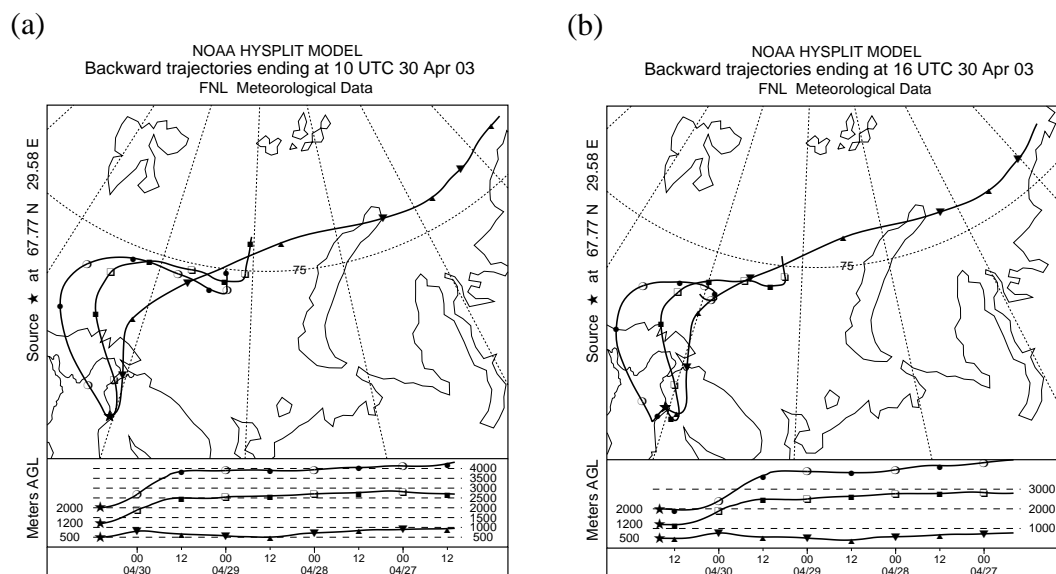 (a)
NOAA HYSPLIT MODEL
Backward trajectories ending at 10 UTC 30 Apr 03
FNL Meteorological Data
Source ★ at 67.77 N 29.58 E
75
Meters AGL
2000
1200
500
4000
3500
3000
2500
2000
1500
1000
500
00 12 00 12 00 12 00 12
04/30 04/29 04/28 04/27
(b)
NOAA HYSPLIT MODEL
Backward trajectories ending at 16 UTC 30 Apr 03
FNL Meteorological Data
Source ★ at 67.77 N 29.58 E
75
Meters AGL
2000
1200
500
3000
2000
1000
12 00 12 00 12 00 12 00
04/30 04/29 04/28 04/27